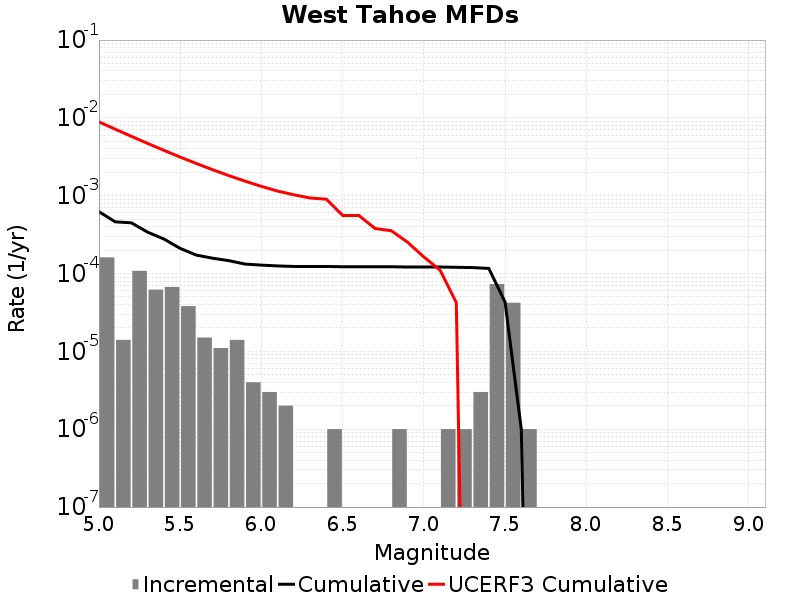 West Tahoe MFDs
10-1
10-2
10-3
10-4
10-5
10-6
10-7
Rate (1/yr)
5.0 5.5 6.0 6.5 7.0 7.5 8.0 8.5 9.0
Magnitude
Incremental Cumulative UCERF3 Cumulative